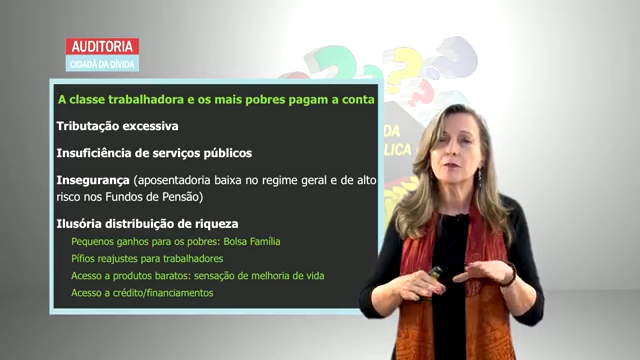 AUDITORIA
CIDADÃ DA DÍVIDA
A classe trabalhadora e os mais pobres pagam a conta
Tributação excessiva
Insuficiência de serviços públicos
Insegurança (aposentadoria baixa no regime geral e de alto
risco nos Fundos de Pensão)
Ilusória distribuição de riqueza
Pequenos ganhos para os pobres: Bolsa Família
Pífios reajustes para trabalhadores
Acesso a produtos baratos: sensação de melhoria de vida
Acesso a crédito/financiamentos